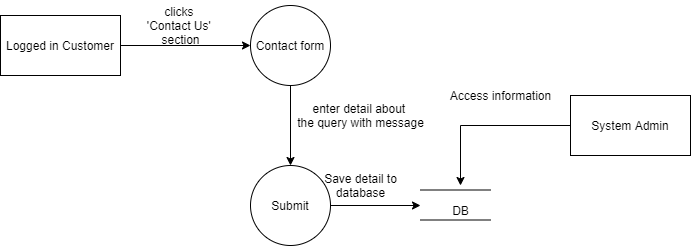 clicks
'Contact Us'
section
Logged in Customer
Contact form
enter detail about
the query with message
Access information
System Admin
Save detail to
database
Submit
DB